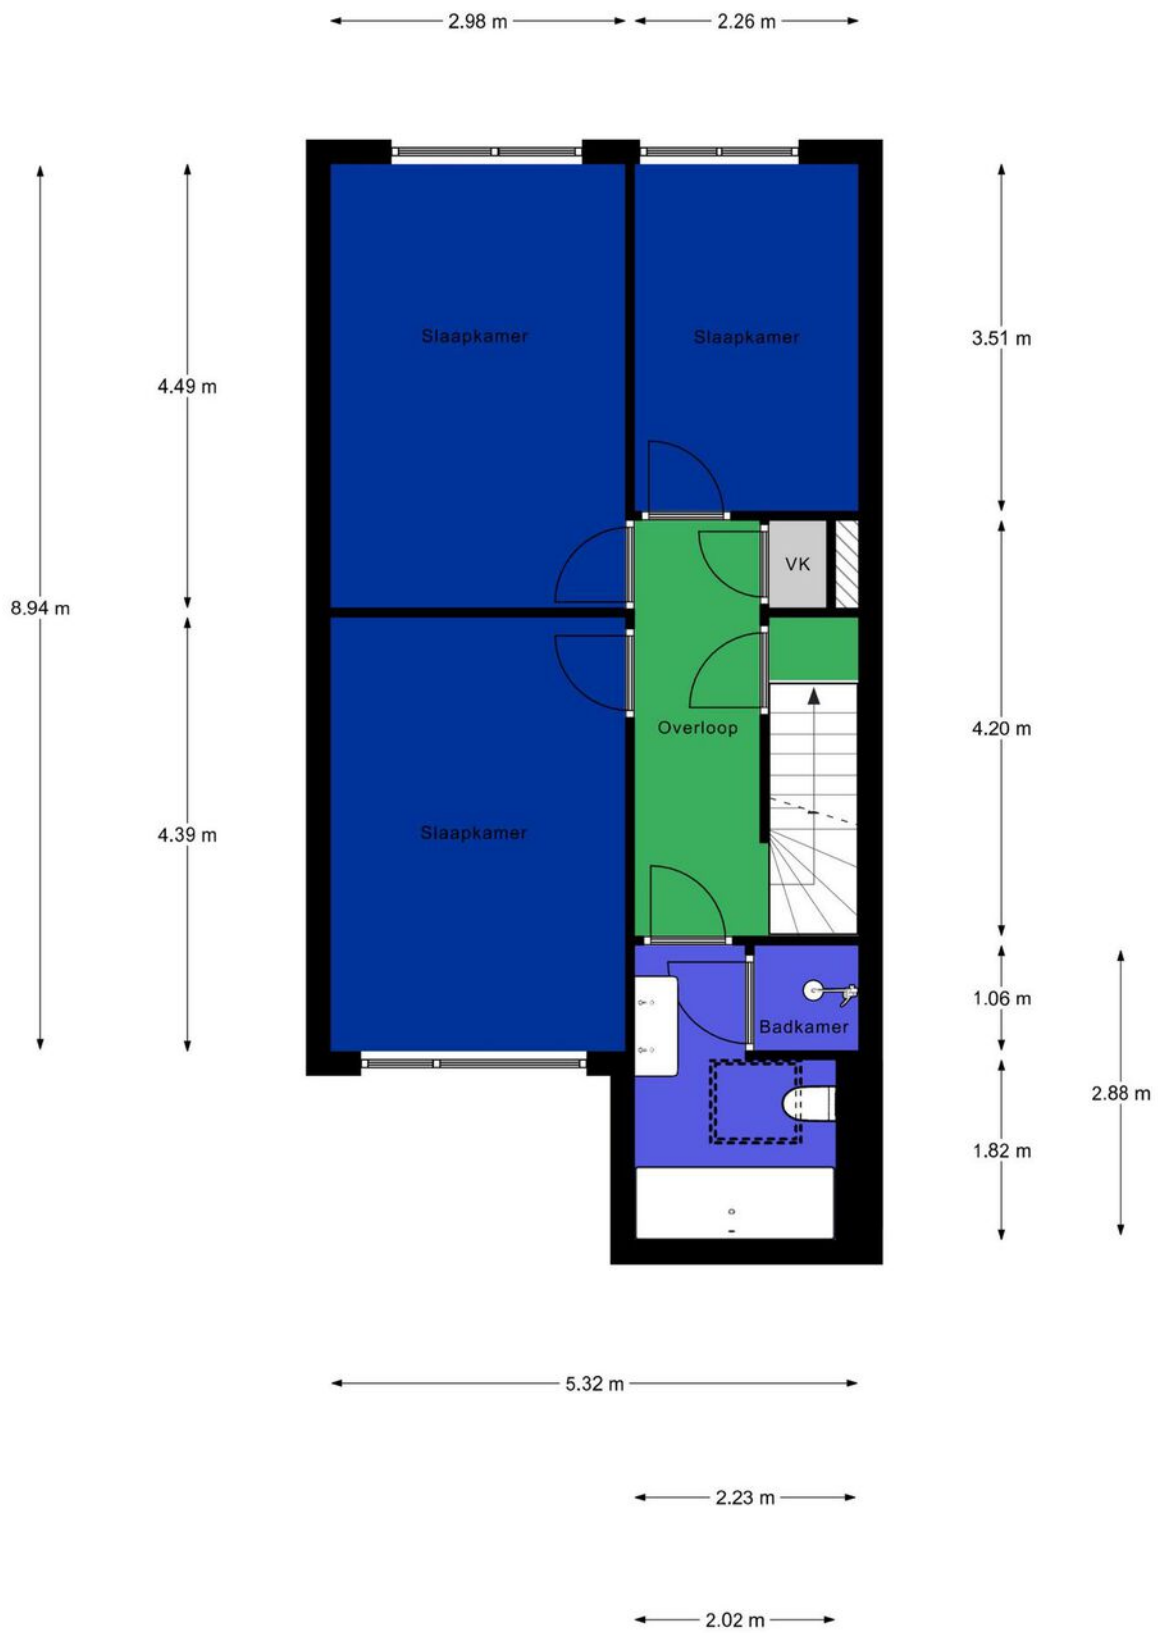 2.98 m
2.26 m
Slaapkamer
Slaapkamer
3.51 m
4.49 m
VK
8.94 m
Overloop
4.20 m
Slaapkamer
4.39 m
1.06 m
Badkamer
2.88 m
1.82 m
5.32 m
2.23 m
2.02 m